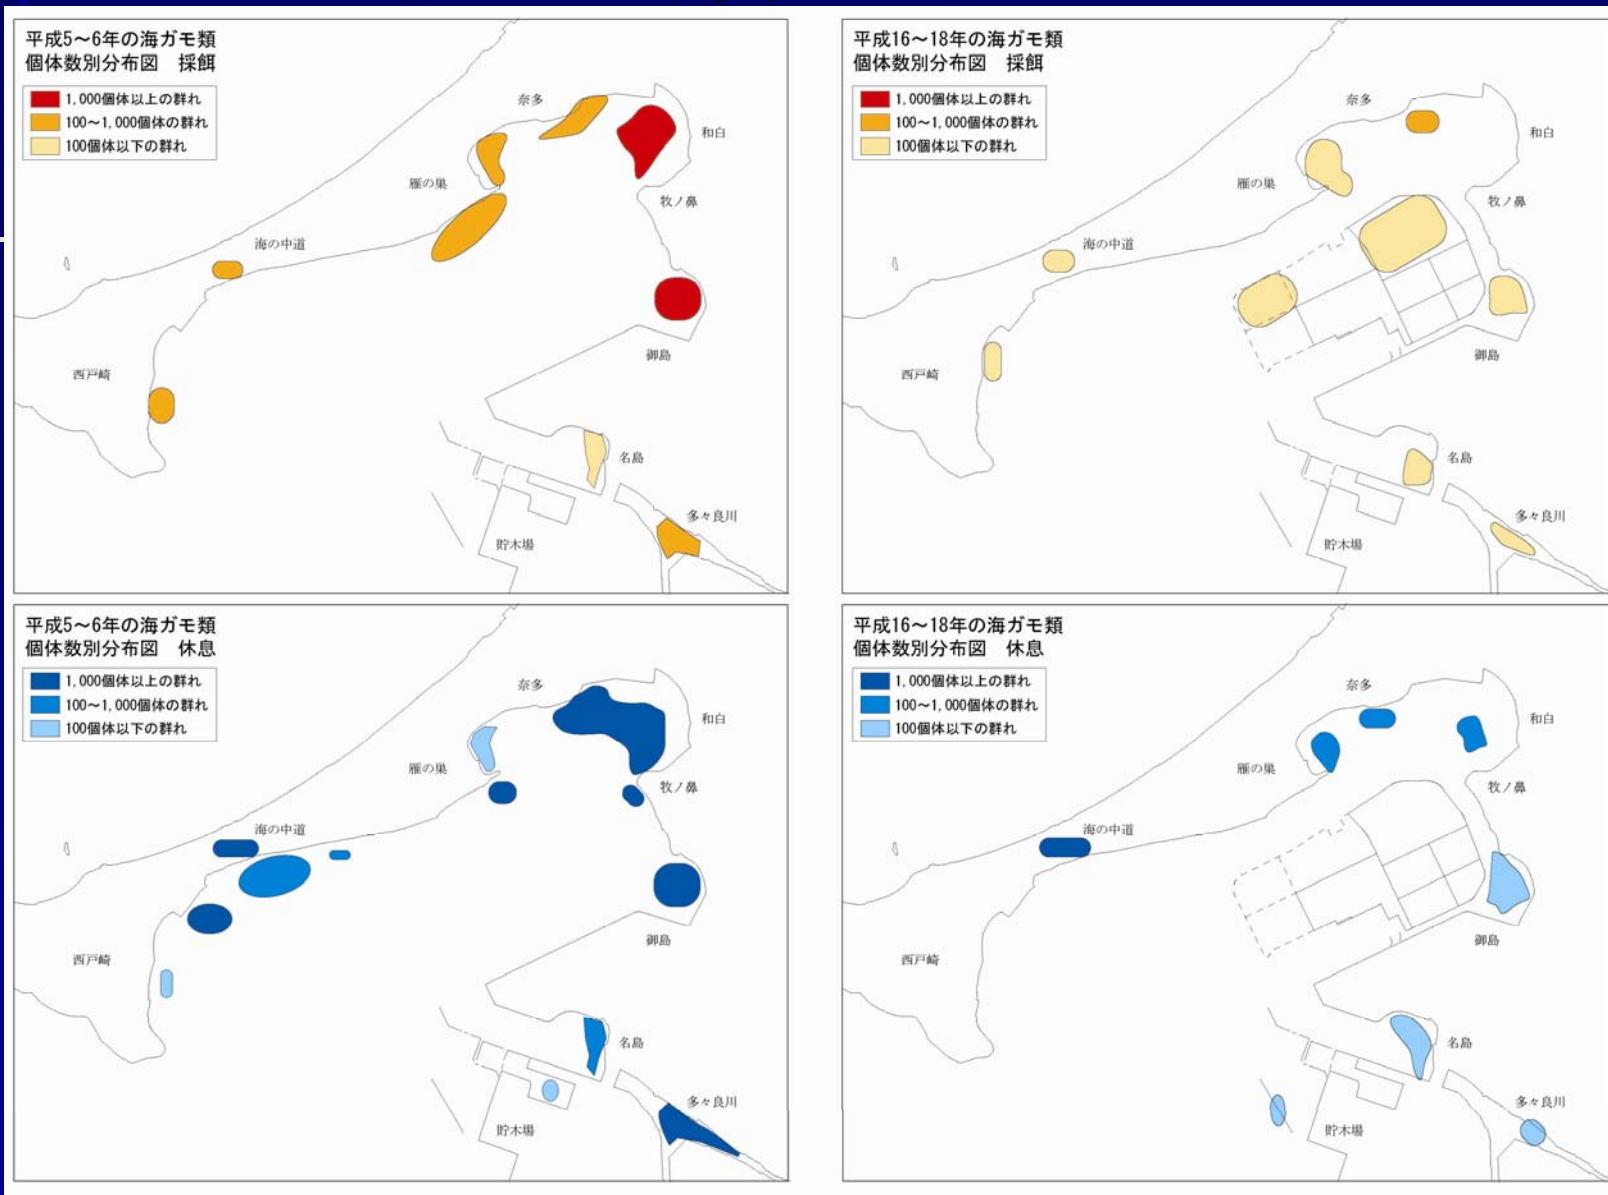 平成5～6年の海ガモ類
個体数別分布図　採餌
1,000個体以上の群れ
100～1,000個体の群れ
100個体以下の群れ
奈多
和白
雁の巣
牧ノ鼻
海の中道
御島
西戸崎
名島
多々良川
貯木場
平成16～18年の海ガモ類
個体数別分布図　採餌
1,000個体以上の群れ
100～1,000個体の群れ
100個体以下の群れ
奈多
和白
雁の巣
牧ノ鼻
海の中道
御島
西戸崎
名島
多々良川
貯木場
平成5～6年の海ガモ類
個体数別分布図　休息
1,000個体以上の群れ
100～1,000個体の群れ
100個体以下の群れ
奈多
和白
雁の巣
牧ノ鼻
海の中道
御島
西戸崎
名島
多々良川
貯木場
平成16～18年の海ガモ類
個体数別分布図　休息
1,000個体以上の群れ
100～1,000個体の群れ
100個体以下の群れ
奈多
和白
雁の巣
牧ノ鼻
海の中道
御島
西戸崎
名島
多々良川
貯木場